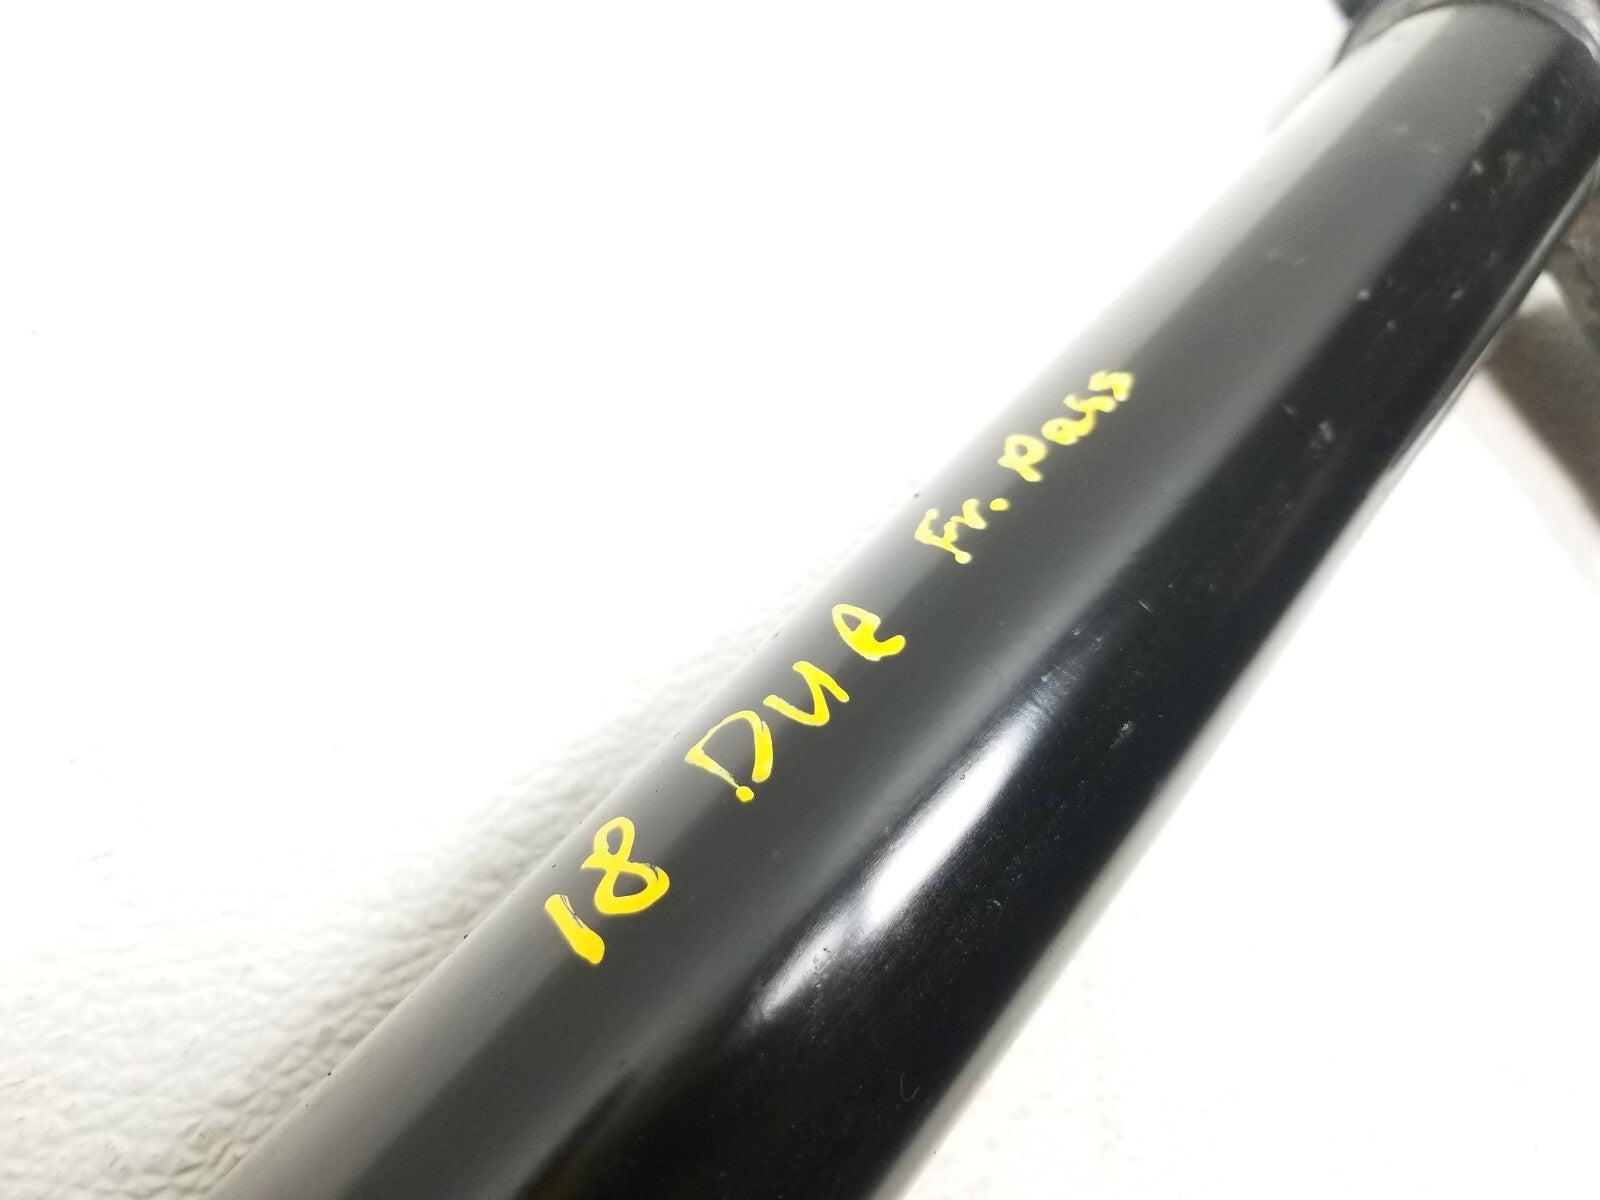 18 Due Fr. Pass